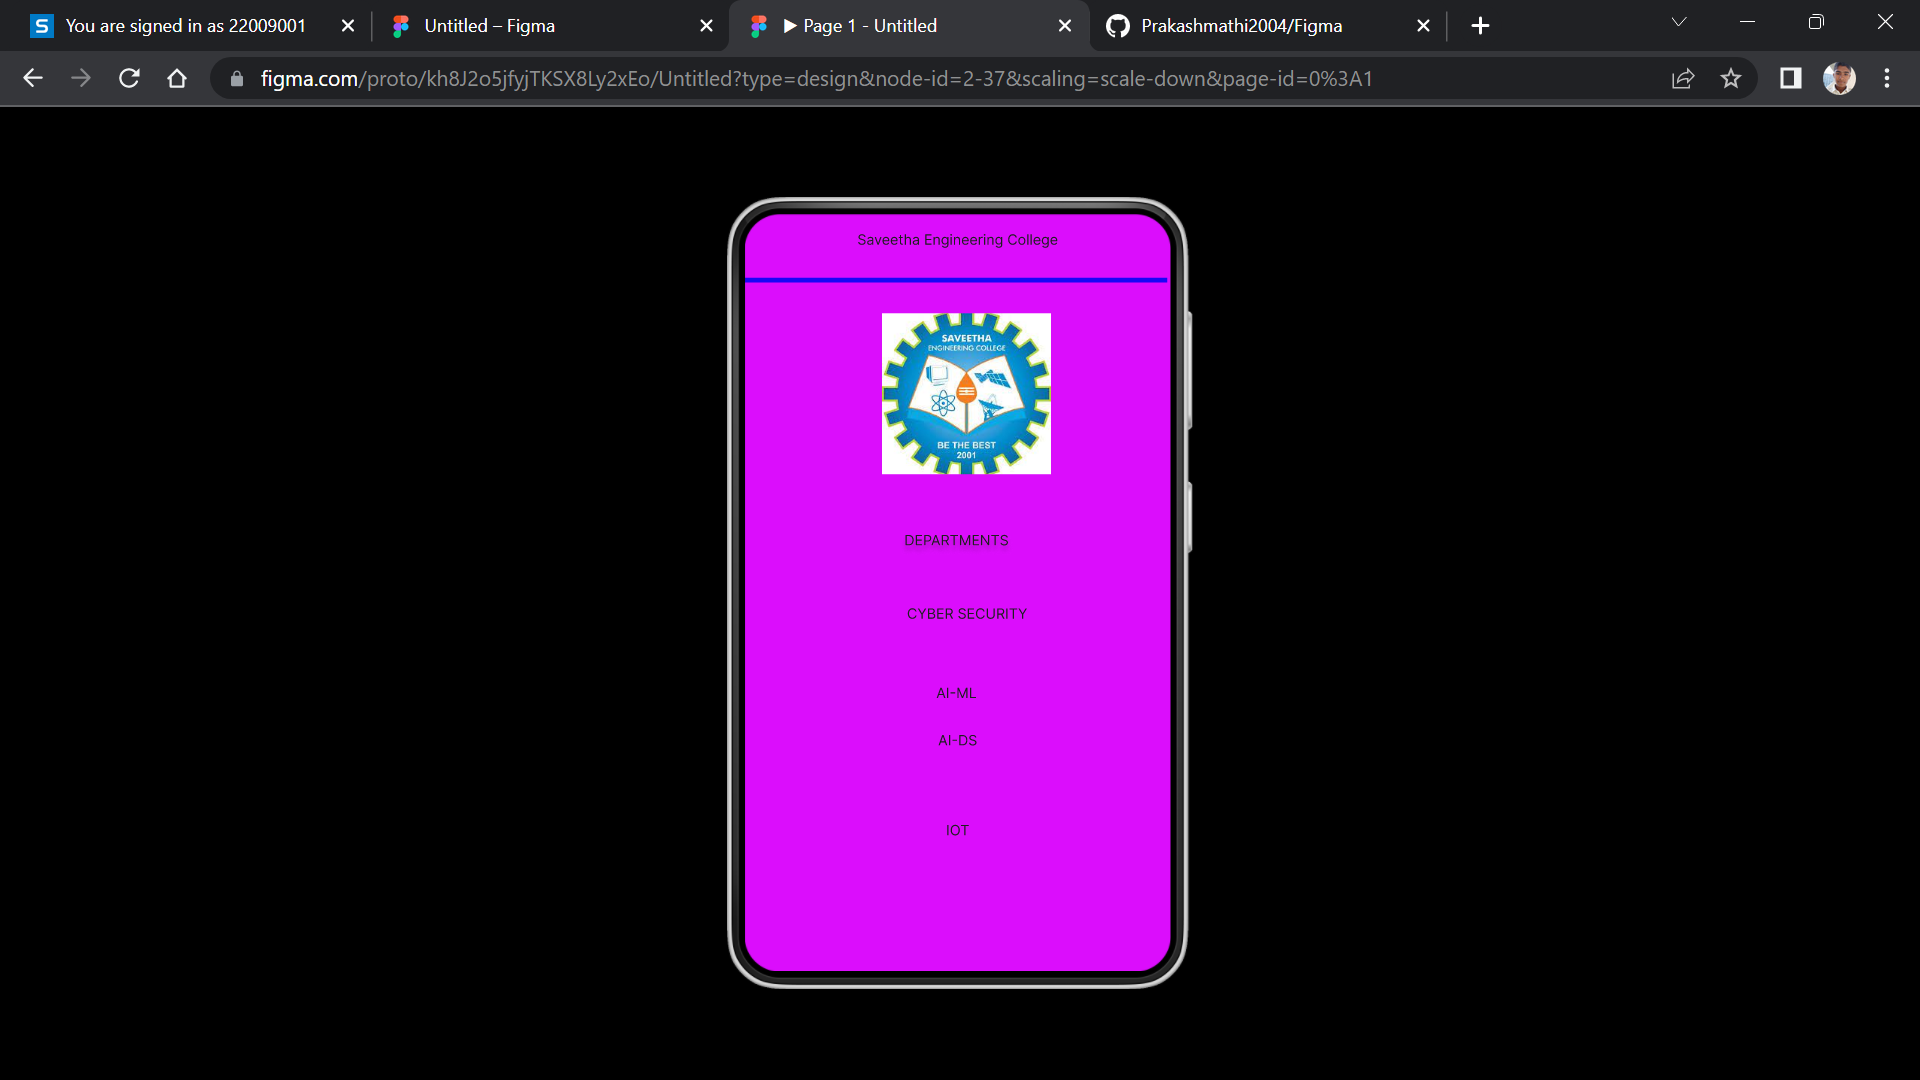 You are signed in as 22009001
Untitled – Figma
▶ Page 1 - Untitled
Prakashmathi2004/Figma
figma.com/proto/kh8J2o5jfyjTKSX8Ly2xEo/Untitled?type=design&node-id=2-37&scaling=scale-down&page-id=0%3A1
Saveetha Engineering College
SAVEETHA
ENGINEERING COLLEGE
BE THE BEST
2001
DEPARTMENTS
CYBER SECURITY
AI-ML
AI-DS
IOT